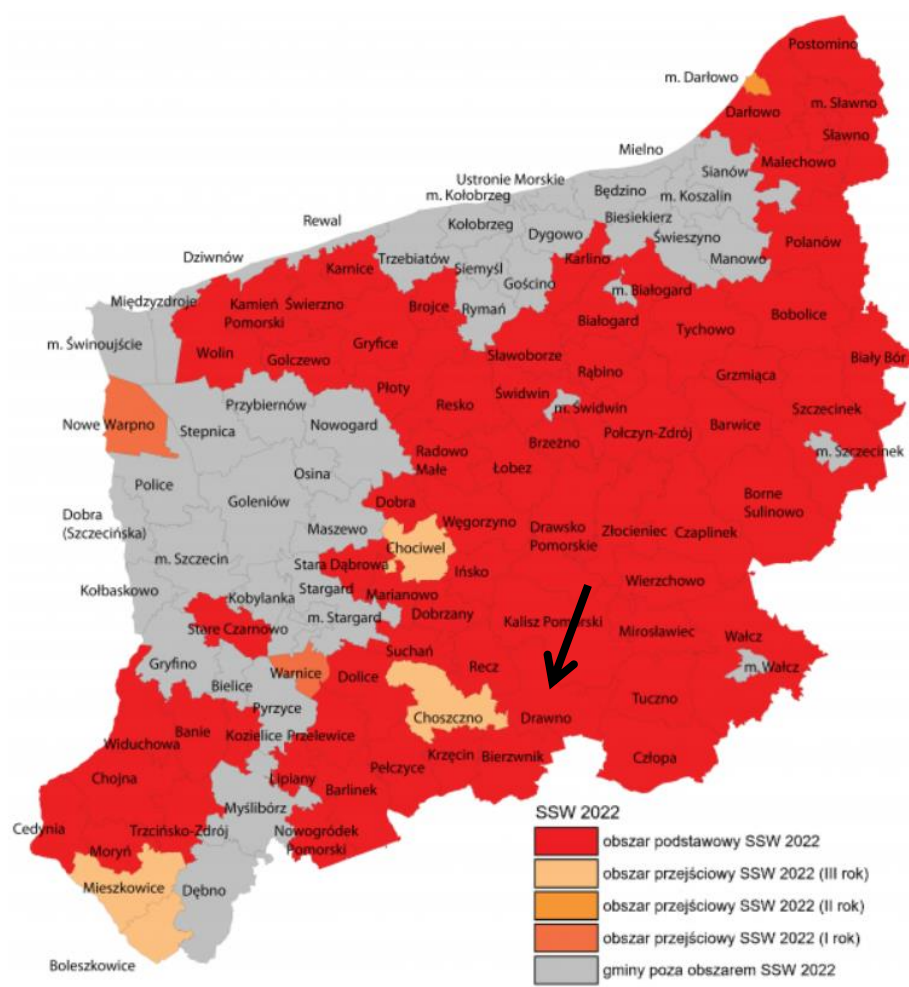 Postomino
m. Darłowo
Darłowo
m. Sławno
Sławno
Mielno
Malechowo
Sianów
Ustronie Morskie
m. Kołobrzeg
Będzino
m. Koszalin
Rewal
Kołobrzeg
Dygowo
Biesiekierz
Świeszyno
Polanów
Dziwnów
Trzebiatów
Siemyśl
Karlino
Manowo
Karnice
Gościno
m. Białogard
Międzyzdroje
Kamień
Pomorski
Świerzno
Brojce
Rymań
Białogard
Tychowo
Bobolice
m. Świnoujście
Wolin
Golczewo
Gryfice
Sławoborze
Rąbino
Grzmiąca
Biały Bór
Płoty
Resko
Świdwin
m. Świdwin
Szczecinek
Nowe Warpno
Przybiernów
Stepnica
Nowogard
Brzeżno
Połczyn-Zdrój
Barwice
m. Szczecinek
Radowo
Małe
Łobez
Police
Osina
Goleniów
Dobra
Borne
Sulinowo
Dobra
(Szczecińska)
Maszewo
Węgorzyno
Drawsko
Pomorskie
Złocieniec
Czaplinek
m. Szczecin
Chociwel
Stara Dąbrowa
Ińsko
Wierzchowo
Kołbaskowo
Kobylanka
Stargard
Marianowo
m. Stargard
Dobrzany
Kalisz Pomorski
Mirosławiec
Wałcz
Stare Czarnowo
Suchań
Gryfino
Bielice
Warnice
Dolice
Recz
m. Wałcz
Pyrzyce
Choszczno
Drawno
Tuczno
Banie
Widuchowa
Kozielice
Przelewice
Krzęcin
Bierzwnik
Człopa
Chojna
Lipiany
Pełczyce
Barlinek
Myślibórz
Cedynia
Trzcińsko-Zdrój
Nowogródek
Pomorski
Moryń
Mieszkowice
Dębno
Boleszkowice
SSW 2022
obszar podstawowy SSW 2022
obszar przejściowy SSW 2022 (III rok)
obszar przejściowy SSW 2022 (II rok)
obszar przejściowy SSW 2022 (I rok)
gminy poza obszarem SSW 2022